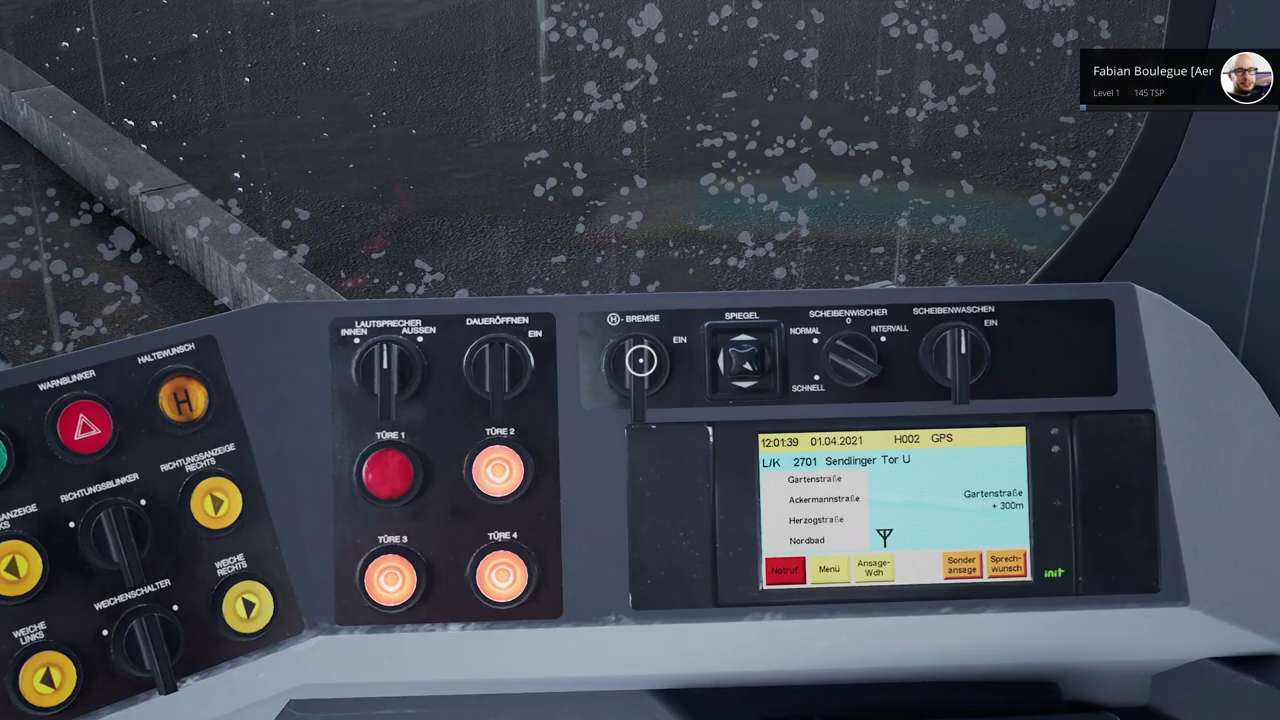 Fabian Boulegue [Aer
Level 1 145 TSP
LAUTSPRECHER
INNEN AUSSEN
DAUERÖFFNEN
EIN
H-BREMSE
EIN
SPIEGEL
SCHEIBENWISCHER
0
NORMAL INTERVALL
SCHNELL
SCHEIBENWASCHEN
EIN
HALTEWUNSCH
H
WARNBLINKER
RICHTUNGSANZEIGE
RECHTS
RICHTUNGSBLINKER
WEICHE
RECHTS
WEICHENSCHALTER
WEICHE
LINKS
TÜRE 1
TÜRE 2
TÜRE 3
TÜRE 4
12:01:39 01.04.2021 H002 GPS
L/K 2701 Sendlinger Tor U
Gartenstraße
Ackermannstraße
Herzogstraße
Nordbad
Gartenstraße
+ 300m
Notruf
Menü
Ansage-
Wdh
Sonder
ansage
Sprech-
wunsch
init